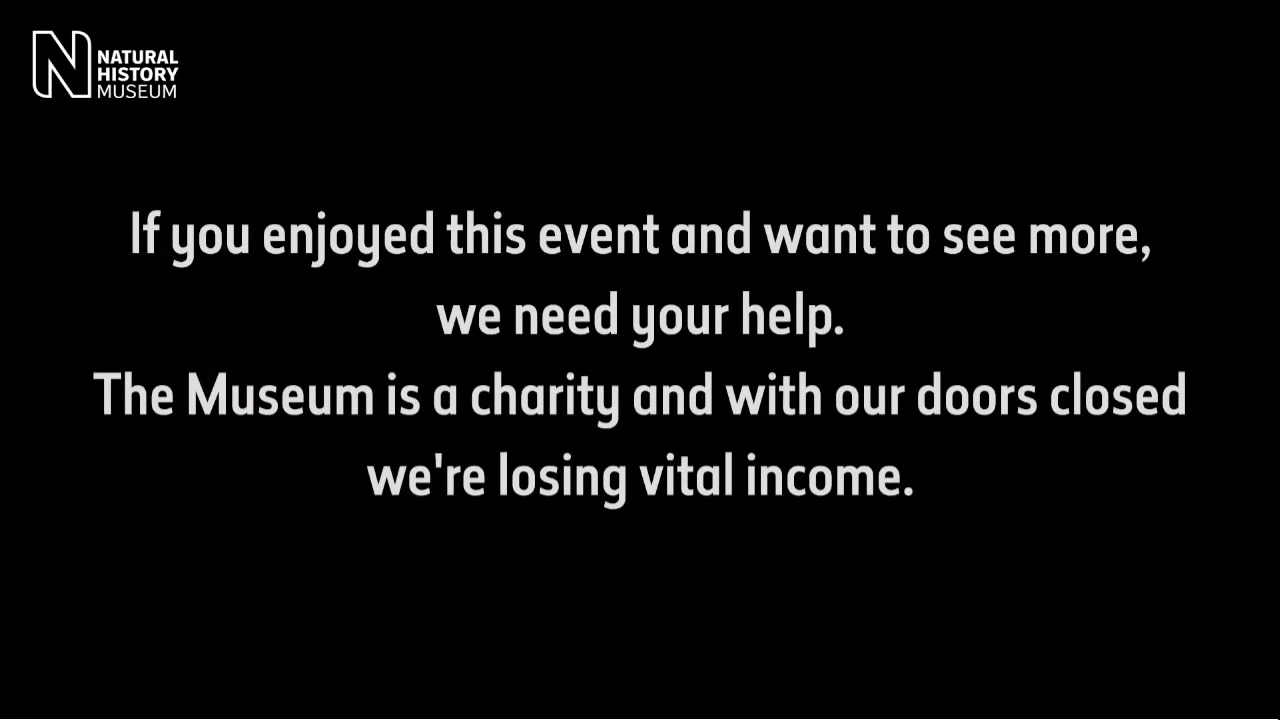 NATURAL
HISTORY
MUSEUM
If you enjoyed this event and want to see more,
we need your help.
The Museum is a charity and with our doors closed
we're losing vital income.